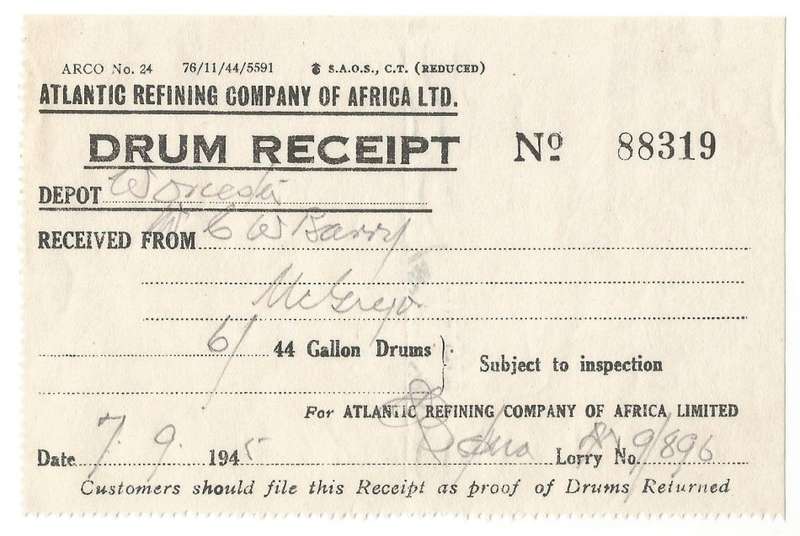 ARCO No. 24 76/11/44/5591 S.A.O.S., C.T. (REDUCED)
ATLANTIC REFINING COMPANY OF AFRICA LTD.
DRUM RECEIPT Nº 88319
DEPOT Worcester
RECEIVED FROM Mr C W Barry
McGregor
6/ 44 Gallon Drums } Subject to inspection
For ATLANTIC REFINING COMPANY OF AFRICA LIMITED
Date 7. 9. 1945 Lorry No. 9/896
Customers should file this Receipt as proof of Drums Returned